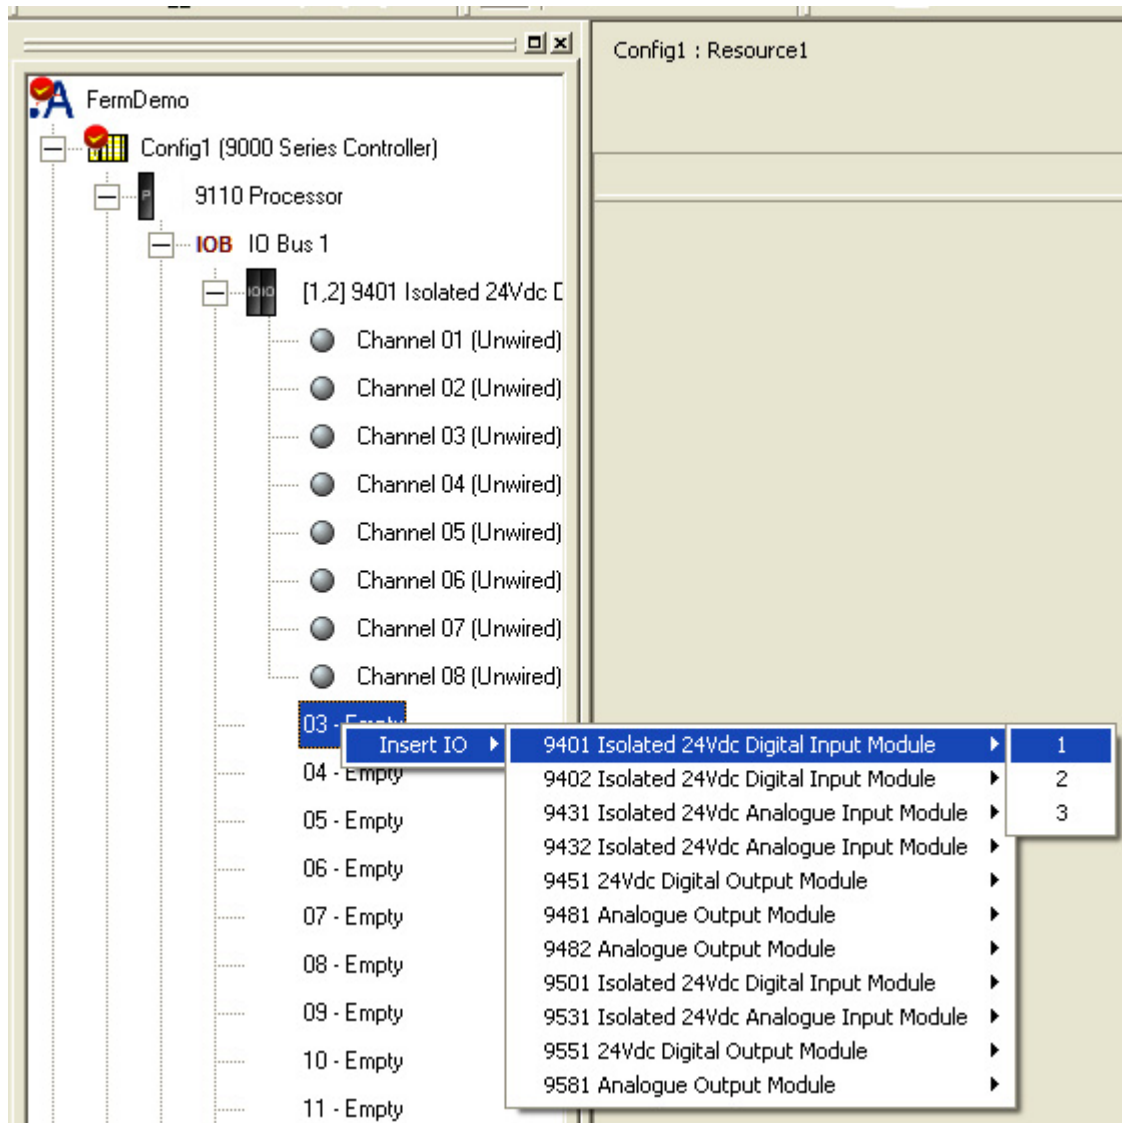 Config1 : Resource1
FermDemo
Config1 (9000 Series Controller)
P
9110 Processor
IOB IO Bus 1
IOIO
[1,2] 9401 Isolated 24Vdc D
Channel 01 (Unwired)
Channel 02 (Unwired)
Channel 03 (Unwired)
Channel 04 (Unwired)
Channel 05 (Unwired)
Channel 06 (Unwired)
Channel 07 (Unwired)
Channel 08 (Unwired)
03 - Empty
04 - Empty
05 - Empty
06 - Empty
07 - Empty
08 - Empty
09 - Empty
10 - Empty
11 - Empty
Insert IO
9401 Isolated 24Vdc Digital Input Module
9402 Isolated 24Vdc Digital Input Module
9431 Isolated 24Vdc Analogue Input Module
9432 Isolated 24Vdc Analogue Input Module
9451 24Vdc Digital Output Module
9481 Analogue Output Module
9482 Analogue Output Module
9501 Isolated 24Vdc Digital Input Module
9531 Isolated 24Vdc Analogue Input Module
9551 24Vdc Digital Output Module
9581 Analogue Output Module
1
2
3